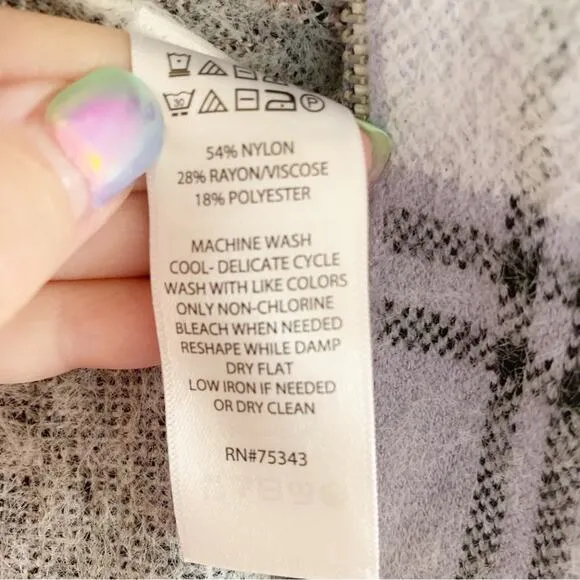 30 P
54% NYLON
28% RAYON/VISCOSE
18% POLYESTER
MACHINE WASH
COOL- DELICATE CYCLE
WASH WITH LIKE COLORS
ONLY NON-CHLORINE
BLEACH WHEN NEEDED
RESHAPE WHILE DAMP
DRY FLAT
LOW IRON IF NEEDED
OR DRY CLEAN
RN#75343